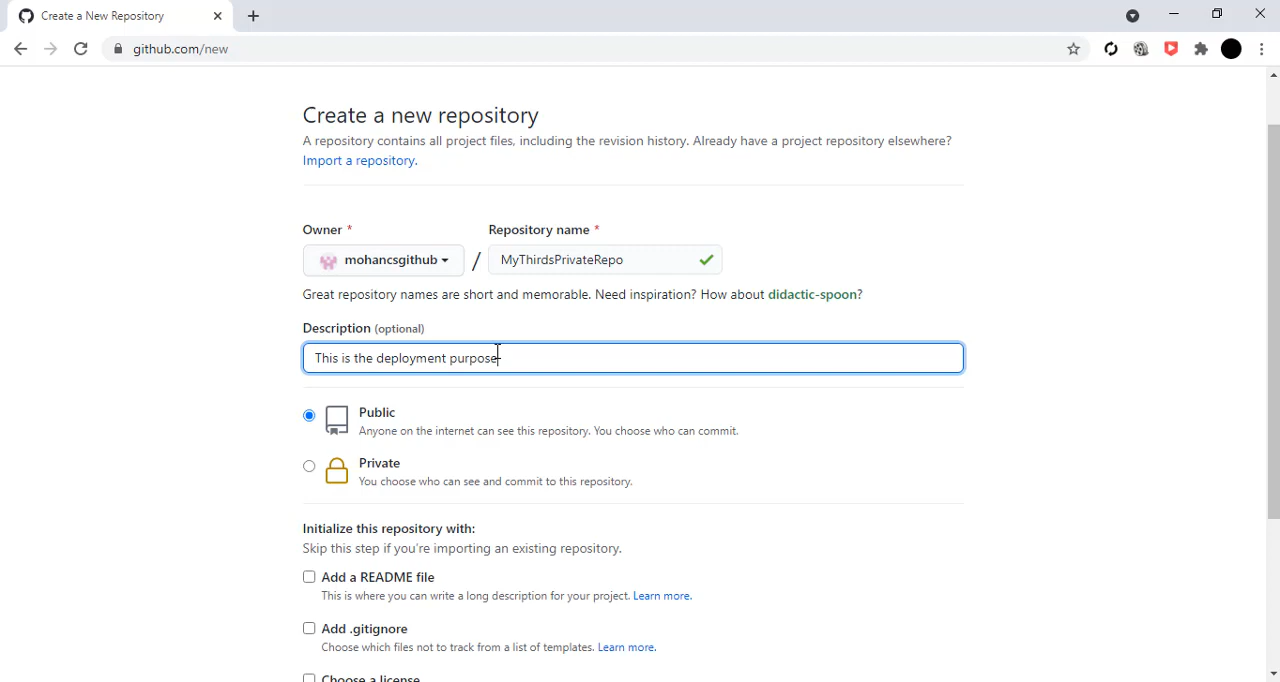 Create a New Repository
github.com/new
Create a new repository
A repository contains all project files, including the revision history. Already have a project repository elsewhere?
Import a repository.
Owner * Repository name *
mohancsgithub / MyThirdsPrivateRepo
Great repository names are short and memorable. Need inspiration? How about didactic-spoon?
Description (optional)
This is the deployment purpose
Public
Anyone on the internet can see this repository. You choose who can commit.
Private
You choose who can see and commit to this repository.
Initialize this repository with:
Skip this step if you're importing an existing repository.
Add a README file
This is where you can write a long description for your project. Learn more.
Add .gitignore
Choose which files not to track from a list of templates. Learn more.
Choose a license